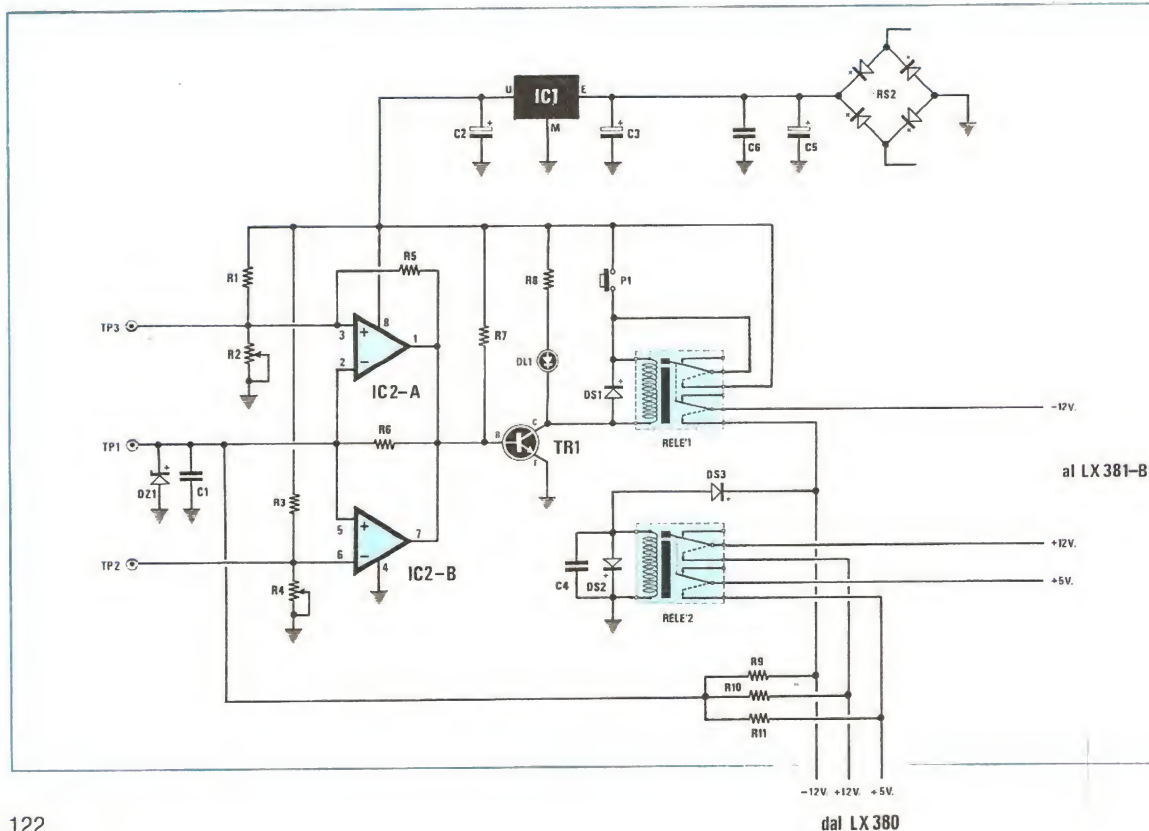 U
IC1
E
M
C2
+
C3
+
C6
C5
+
RS2
R1
R5
R8
P1
TP3
R2
3
+
8
1
2
−
R7
DL1
IC2-A
DS1
+
-12V.
TP1
R6
B
C
E
TR1
RELE'1
DZ1
+
C1
R3
al LX 381-B
DS3
+
5
+
7
6
−
4
TP2
IC2-B
R4
C4
DS2
+
+12V.
+5V.
RELE'2
R9
R10
R11
-12V. +12V. +5V.
122
dal LX 380